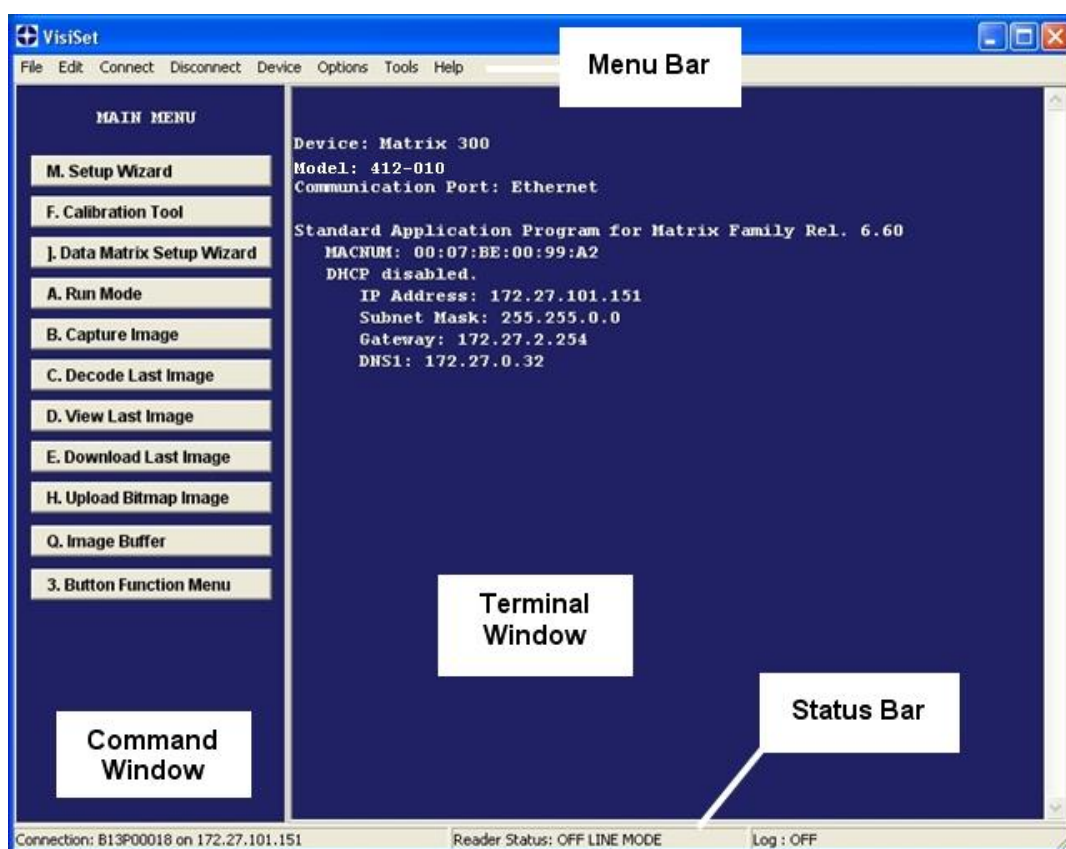 VisiSet
File Edit Connect Disconnect Device Options Tools Help
Menu Bar
MAIN MENU
M. Setup Wizard
F. Calibration Tool
]. Data Matrix Setup Wizard
A. Run Mode
B. Capture Image
C. Decode Last Image
D. View Last Image
E. Download Last Image
H. Upload Bitmap Image
Q. Image Buffer
3. Button Function Menu
Command
Window
Device: Matrix 300
Model: 412-010
Communication Port: Ethernet
Standard Application Program for Matrix Family Rel. 6.60
MACNUM: 00:07:BE:00:99:A2
DHCP disabled.
IP Address: 172.27.101.151
Subnet Mask: 255.255.0.0
Gateway: 172.27.2.254
DNS1: 172.27.0.32
Terminal
Window
Status Bar
Connection: B13P00018 on 172.27.101.151 Reader Status: OFF LINE MODE Log : OFF